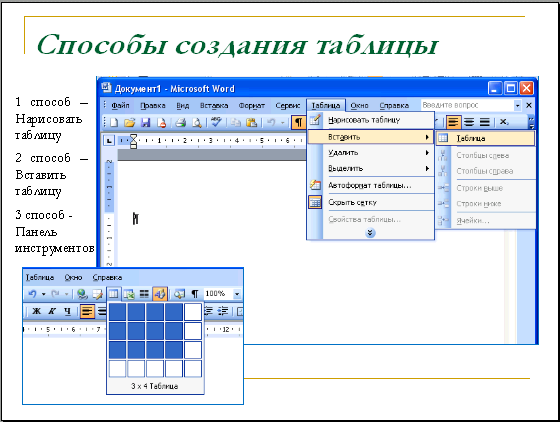 Способы создания таблицы
1 способ –
Нарисовать
таблицу
2 способ –
Вставить
таблицу
3 способ -
Панель
инструментов
Документ1 - Microsoft Word
Файл Правка Вид Вставка Формат Сервис Таблица Окно Справка Введите вопрос
Нарисовать таблицу
Вставить
Удалить
Выделить
Автоформат таблицы...
Скрыть сетку
Свойства таблицы...
Таблица
Столбцы слева
Столбцы справа
Строки выше
Строки ниже
Ячейки...
Таблица Окно Справка
100%
Ж К Ч
3 x 4 Таблица